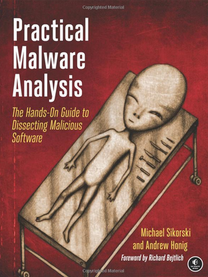 Practical
Malware
Analysis
The Hands-On Guide to
Dissecting Malicious
Software
Michael Sikorski
and Andrew Honig
Foreword by Richard Bejtlich